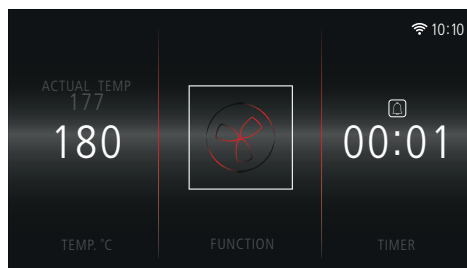 10:10
ACTUAL TEMP
177
180
00:01
TEMP. °C
FUNCTION
TIMER